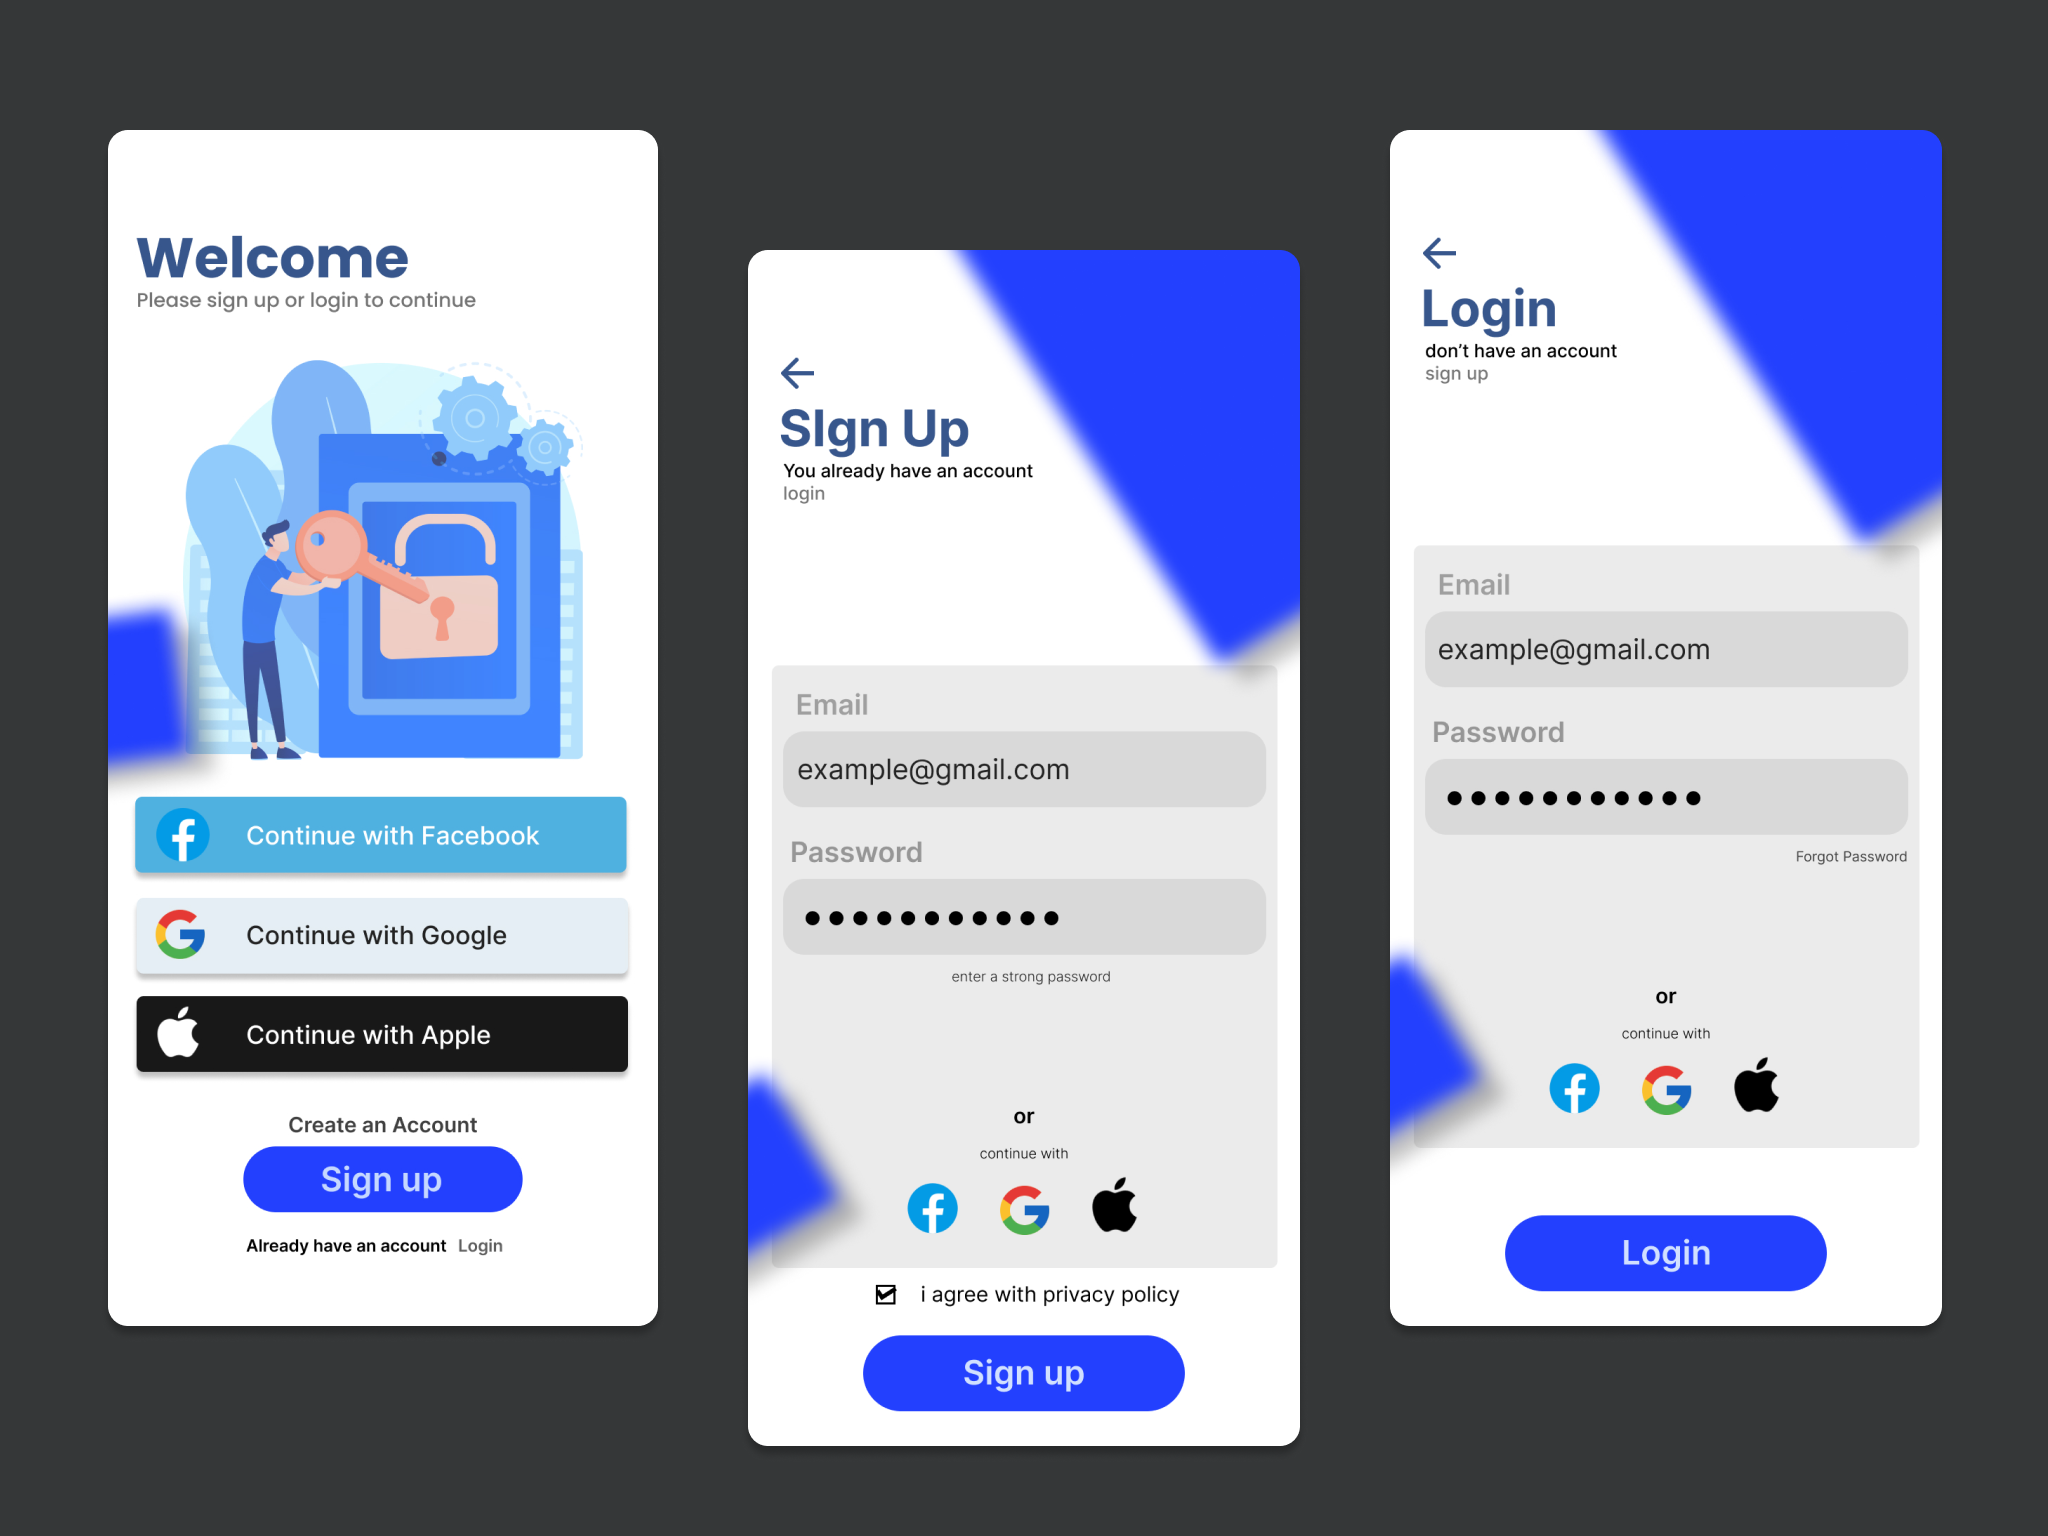 Welcome
Please sign up or login to continue
Continue with Facebook
Continue with Google
Continue with Apple
Create an Account
Sign up
Already have an account Login
SIgn Up
You already have an account
login
Email
example@gmail.com
Password
enter a strong password
or
continue with
i agree with privacy policy
Sign up
Login
don't have an account
sign up
Email
example@gmail.com
Password
Forgot Password
or
continue with
Login